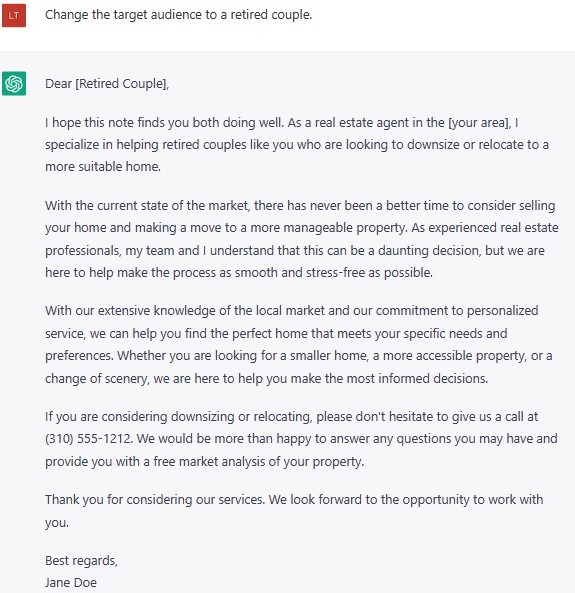 LT
Change the target audience to a retired couple.
Dear [Retired Couple],
I hope this note finds you both doing well. As a real estate agent in the [your area], I
specialize in helping retired couples like you who are looking to downsize or relocate to a
more suitable home.
With the current state of the market, there has never been a better time to consider selling
your home and making a move to a more manageable property. As experienced real estate
professionals, my team and I understand that this can be a daunting decision, but we are
here to help make the process as smooth and stress-free as possible.
With our extensive knowledge of the local market and our commitment to personalized
service, we can help you find the perfect home that meets your specific needs and
preferences. Whether you are looking for a smaller home, a more accessible property, or a
change of scenery, we are here to help you make the most informed decisions.
If you are considering downsizing or relocating, please don't hesitate to give us a call at
(310) 555-1212. We would be more than happy to answer any questions you may have and
provide you with a free market analysis of your property.
Thank you for considering our services. We look forward to the opportunity to work with
you.
Best regards,
Jane Doe